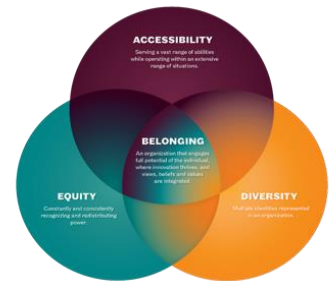 ACCESSIBILITY
Serving a vast range of abilities
while operating within an extensive
range of situations.
BELONGING
An organization that engages
full potential of the individual,
where innovation thrives, and
views, beliefs and values
are integrated.
EQUITY
Constantly and consistently
recognizing and redistributing
power.
DIVERSITY
Multiple identities represented
in an organization.